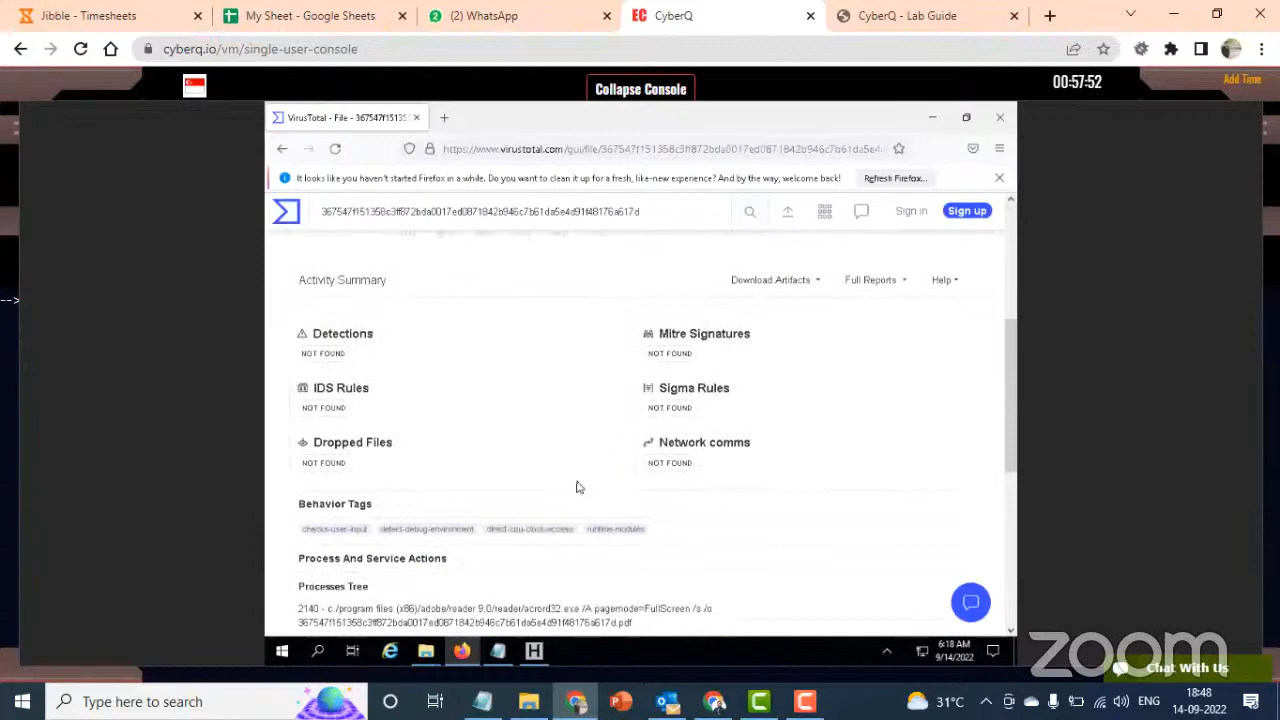 Jibble - Timesheets
My Sheet - Google Sheets
(2) WhatsApp
CyberQ
CyberQ - Lab Guide
cyberq.io/vm/single-user-console
Collapse Console
00:57:52
Add Time
VirusTotal - File - 367547f151358
https://www.virustotal.com/gui/file/367547f151358c3ff872bda0017ed0871842b946c7b61da5e4
It looks like you haven't started Firefox in a while. Do you want to clean it up for a fresh, like-new experience? And by the way, welcome back!
Refresh Firefox...
367547f151358c3ff872bda0017ed0871842b946c7b61da5e4d91f48176a617d
Sign in
Sign up
Activity Summary
Download Artifacts
Full Reports
Help
Detections
NOT FOUND
Mitre Signatures
NOT FOUND
IDS Rules
NOT FOUND
Sigma Rules
NOT FOUND
Dropped Files
NOT FOUND
Network comms
NOT FOUND
Behavior Tags
checks-user-input detect-debug-environment direct-cpu-clock-access runtime-modules
Process And Service Actions
Processes Tree
2140 - c:/program files (x86)/adobe/reader 9.0/reader/acrord32.exe /A pagemode=FullScreen /s /o
367547f151358c3ff872bda0017ed0871842b946c7b61da5e4d91f48176a617d.pdf
6:18 AM
9/14/2022
zoom
Chat With Us
Type here to search
31°C
ENG
18:48
14-09-2022